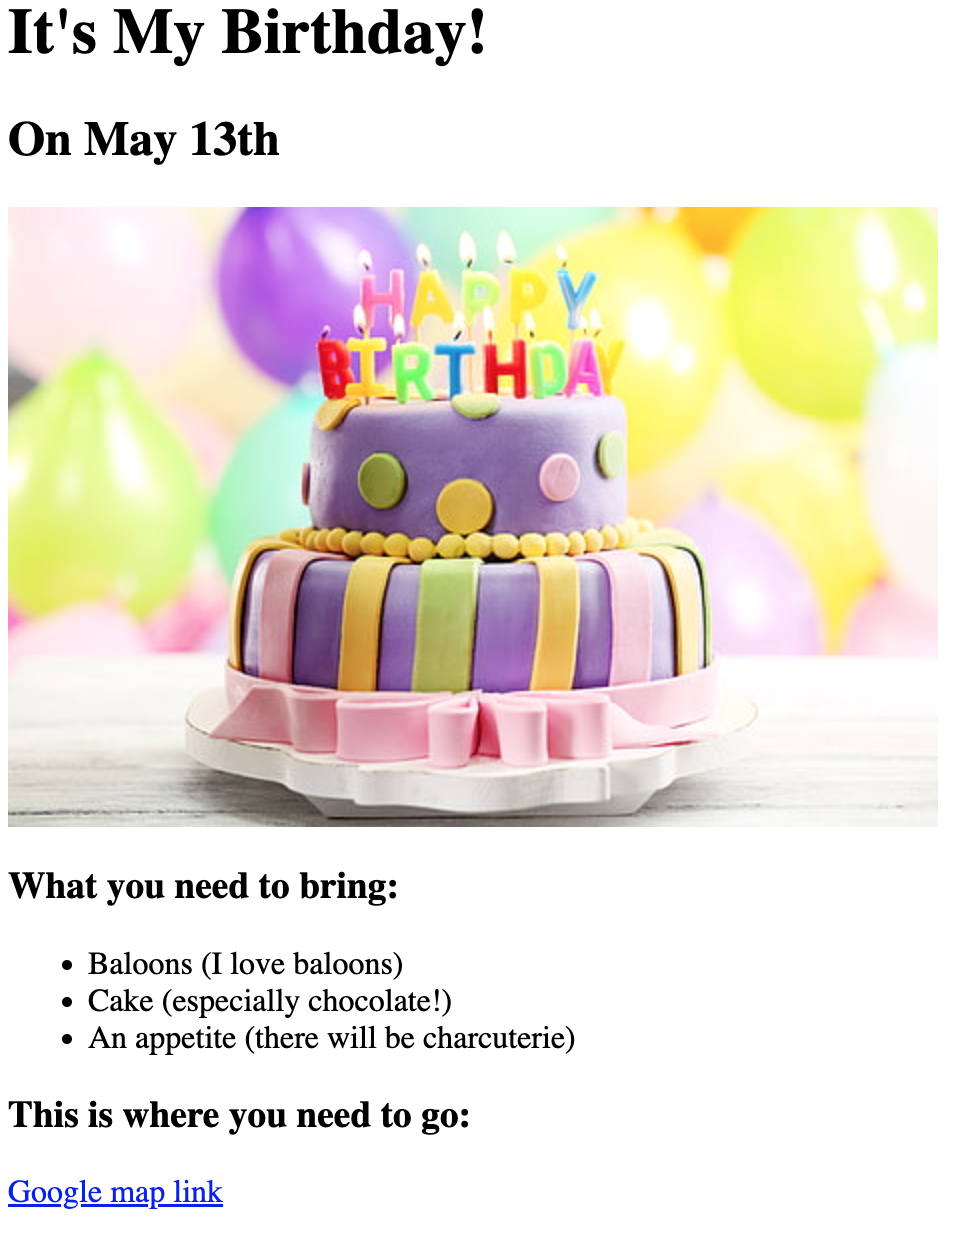 It's My Birthday!
On May 13th
HAPPY
BIRTHDAY
What you need to bring:
Baloons (I love baloons)
Cake (especially chocolate!)
An appetite (there will be charcuterie)
This is where you need to go:
Google map link